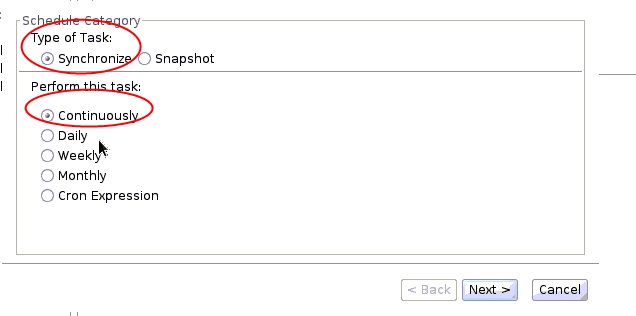 Schedule Category
Type of Task:
Synchronize Snapshot
Perform this task:
Continuously
Daily
Weekly
Monthly
Cron Expression
< Back Next > Cancel